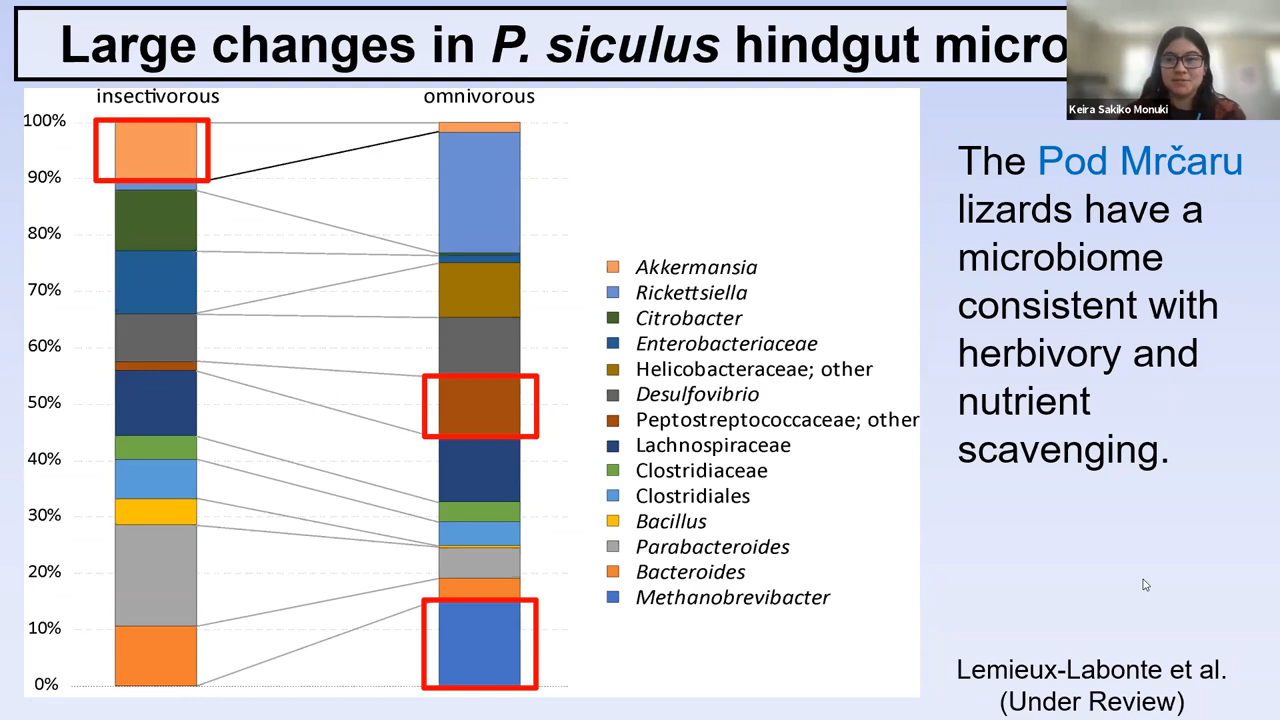 Large changes in P. siculus hindgut micro
Keira Sakiko Monuki
insectivorous
omnivorous
100%
90%
80%
70%
60%
50%
40%
30%
20%
10%
0%
Akkermansia
Rickettsiella
Citrobacter
Enterobacteriaceae
Helicobacteraceae; other
Desulfovibrio
Peptostreptococcaceae; other
Lachnospiraceae
Clostridiaceae
Clostridiales
Bacillus
Parabacteroides
Bacteroides
Methanobrevibacter
The Pod Mrčaru
lizards have a
microbiome
consistent with
herbivory and
nutrient
scavenging.
Lemieux-Labonte et al.
(Under Review)